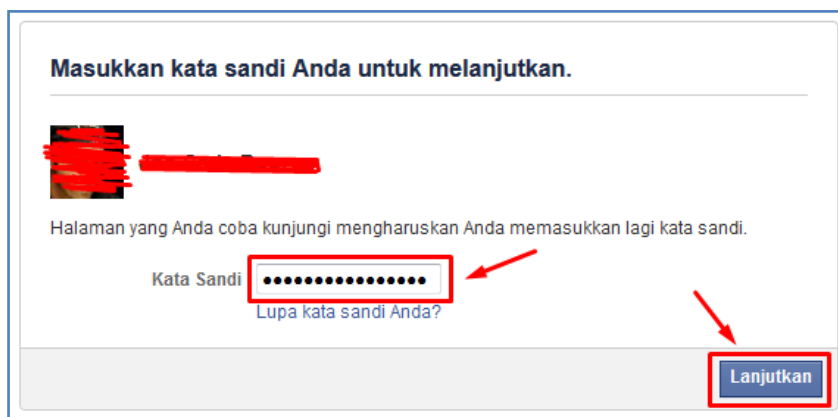 Masukkan kata sandi Anda untuk melanjutkan.
Halaman yang Anda coba kunjungi mengharuskan Anda memasukkan lagi kata sandi.
Kata Sandi ••••••••••••••••
Lupa kata sandi Anda?
Lanjutkan